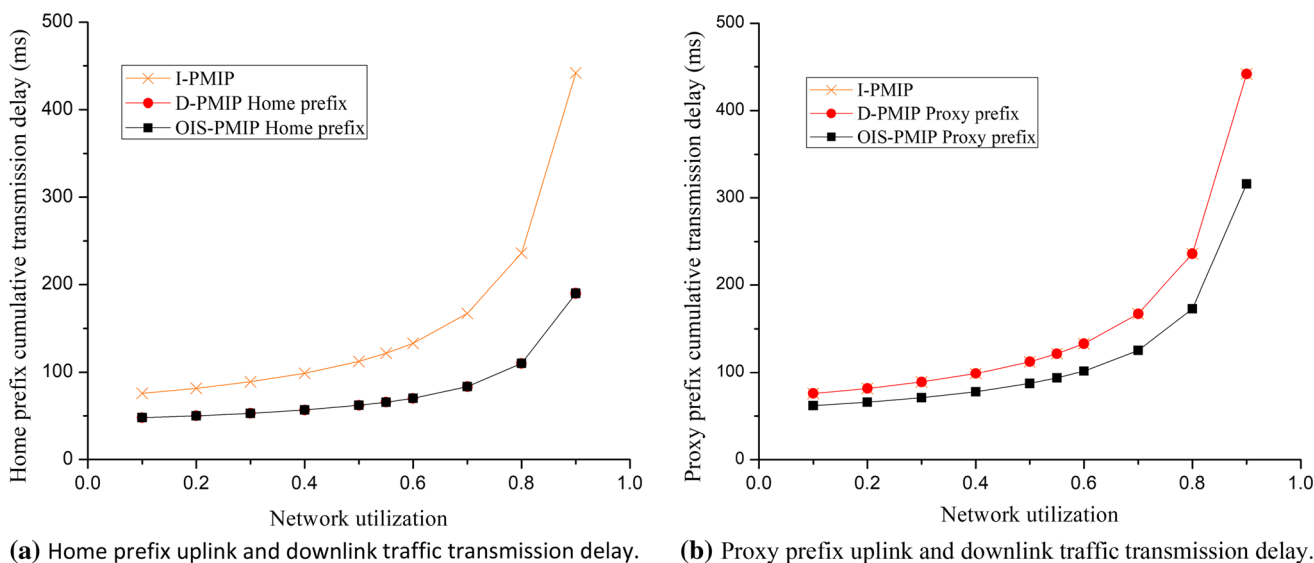 500
400
300
200
100
0
Home prefix cumulative transmission delay (ms)
I-PMIP
D-PMIP Home prefix
OIS-PMIP Home prefix
0.0 0.2 0.4 0.6 0.8 1.0
Network utilization
(a) Home prefix uplink and downlink traffic transmission delay.
500
400
300
200
100
0
Proxy prefix cumulative transmission delay (ms)
I-PMIP
D-PMIP Proxy prefix
OIS-PMIP Proxy prefix
0.0 0.2 0.4 0.6 0.8 1.0
Network utilization
(b) Proxy prefix uplink and downlink traffic transmission delay.